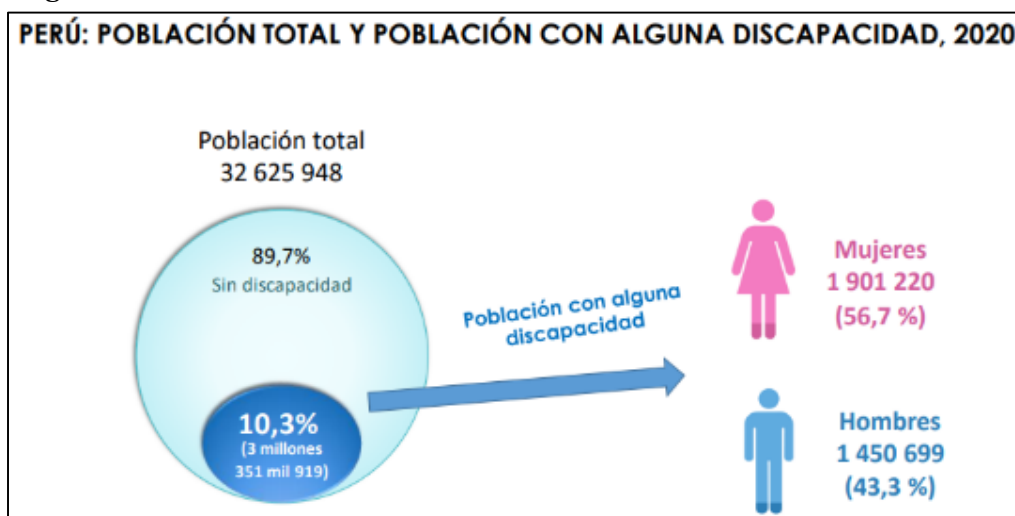 PERÚ: POBLACIÓN TOTAL Y POBLACIÓN CON ALGUNA DISCAPACIDAD, 2020
Población total
32 625 948
89,7%
Sin discapacidad
10,3%
(3 millones
351 mil 919)
Población con alguna
discapacidad
Mujeres
1 901 220
(56,7 %)
Hombres
1 450 699
(43,3 %)